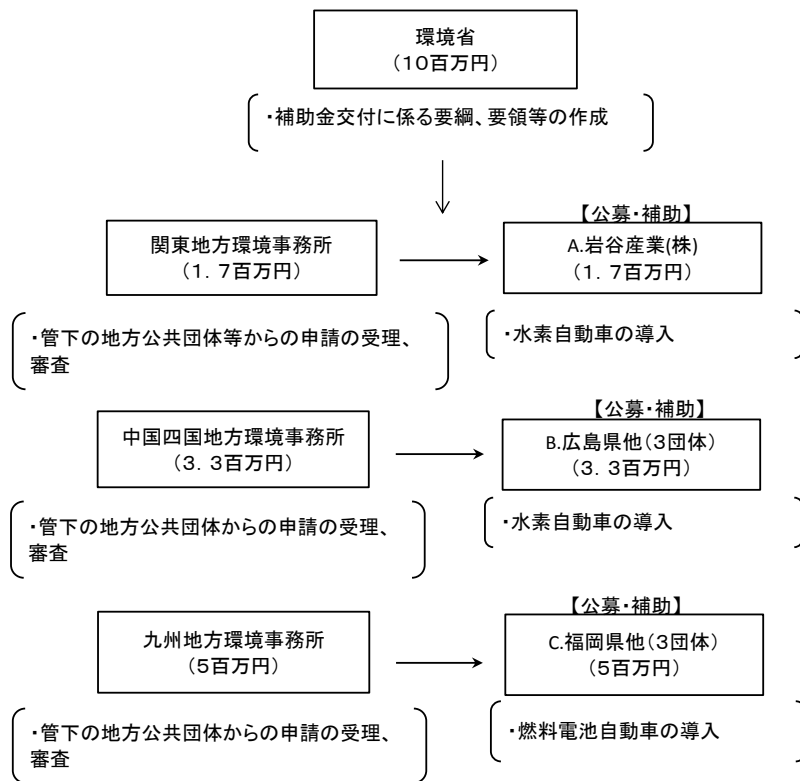 環境省
（10百万円）
・補助金交付に係る要綱、要領等の作成
関東地方環境事務所
（1．7百万円）
【公募・補助】
A.岩谷産業(株)
（1．7百万円）
・管下の地方公共団体等からの申請の受理、
審査
・水素自動車の導入
中国四国地方環境事務所
（3．3百万円）
【公募・補助】
B.広島県他（3団体）
（3．3百万円）
・管下の地方公共団体からの申請の受理、
審査
・水素自動車の導入
九州地方環境事務所
（5百万円）
【公募・補助】
C.福岡県他（3団体）
（5百万円）
・管下の地方公共団体からの申請の受理、
審査
・燃料電池自動車の導入